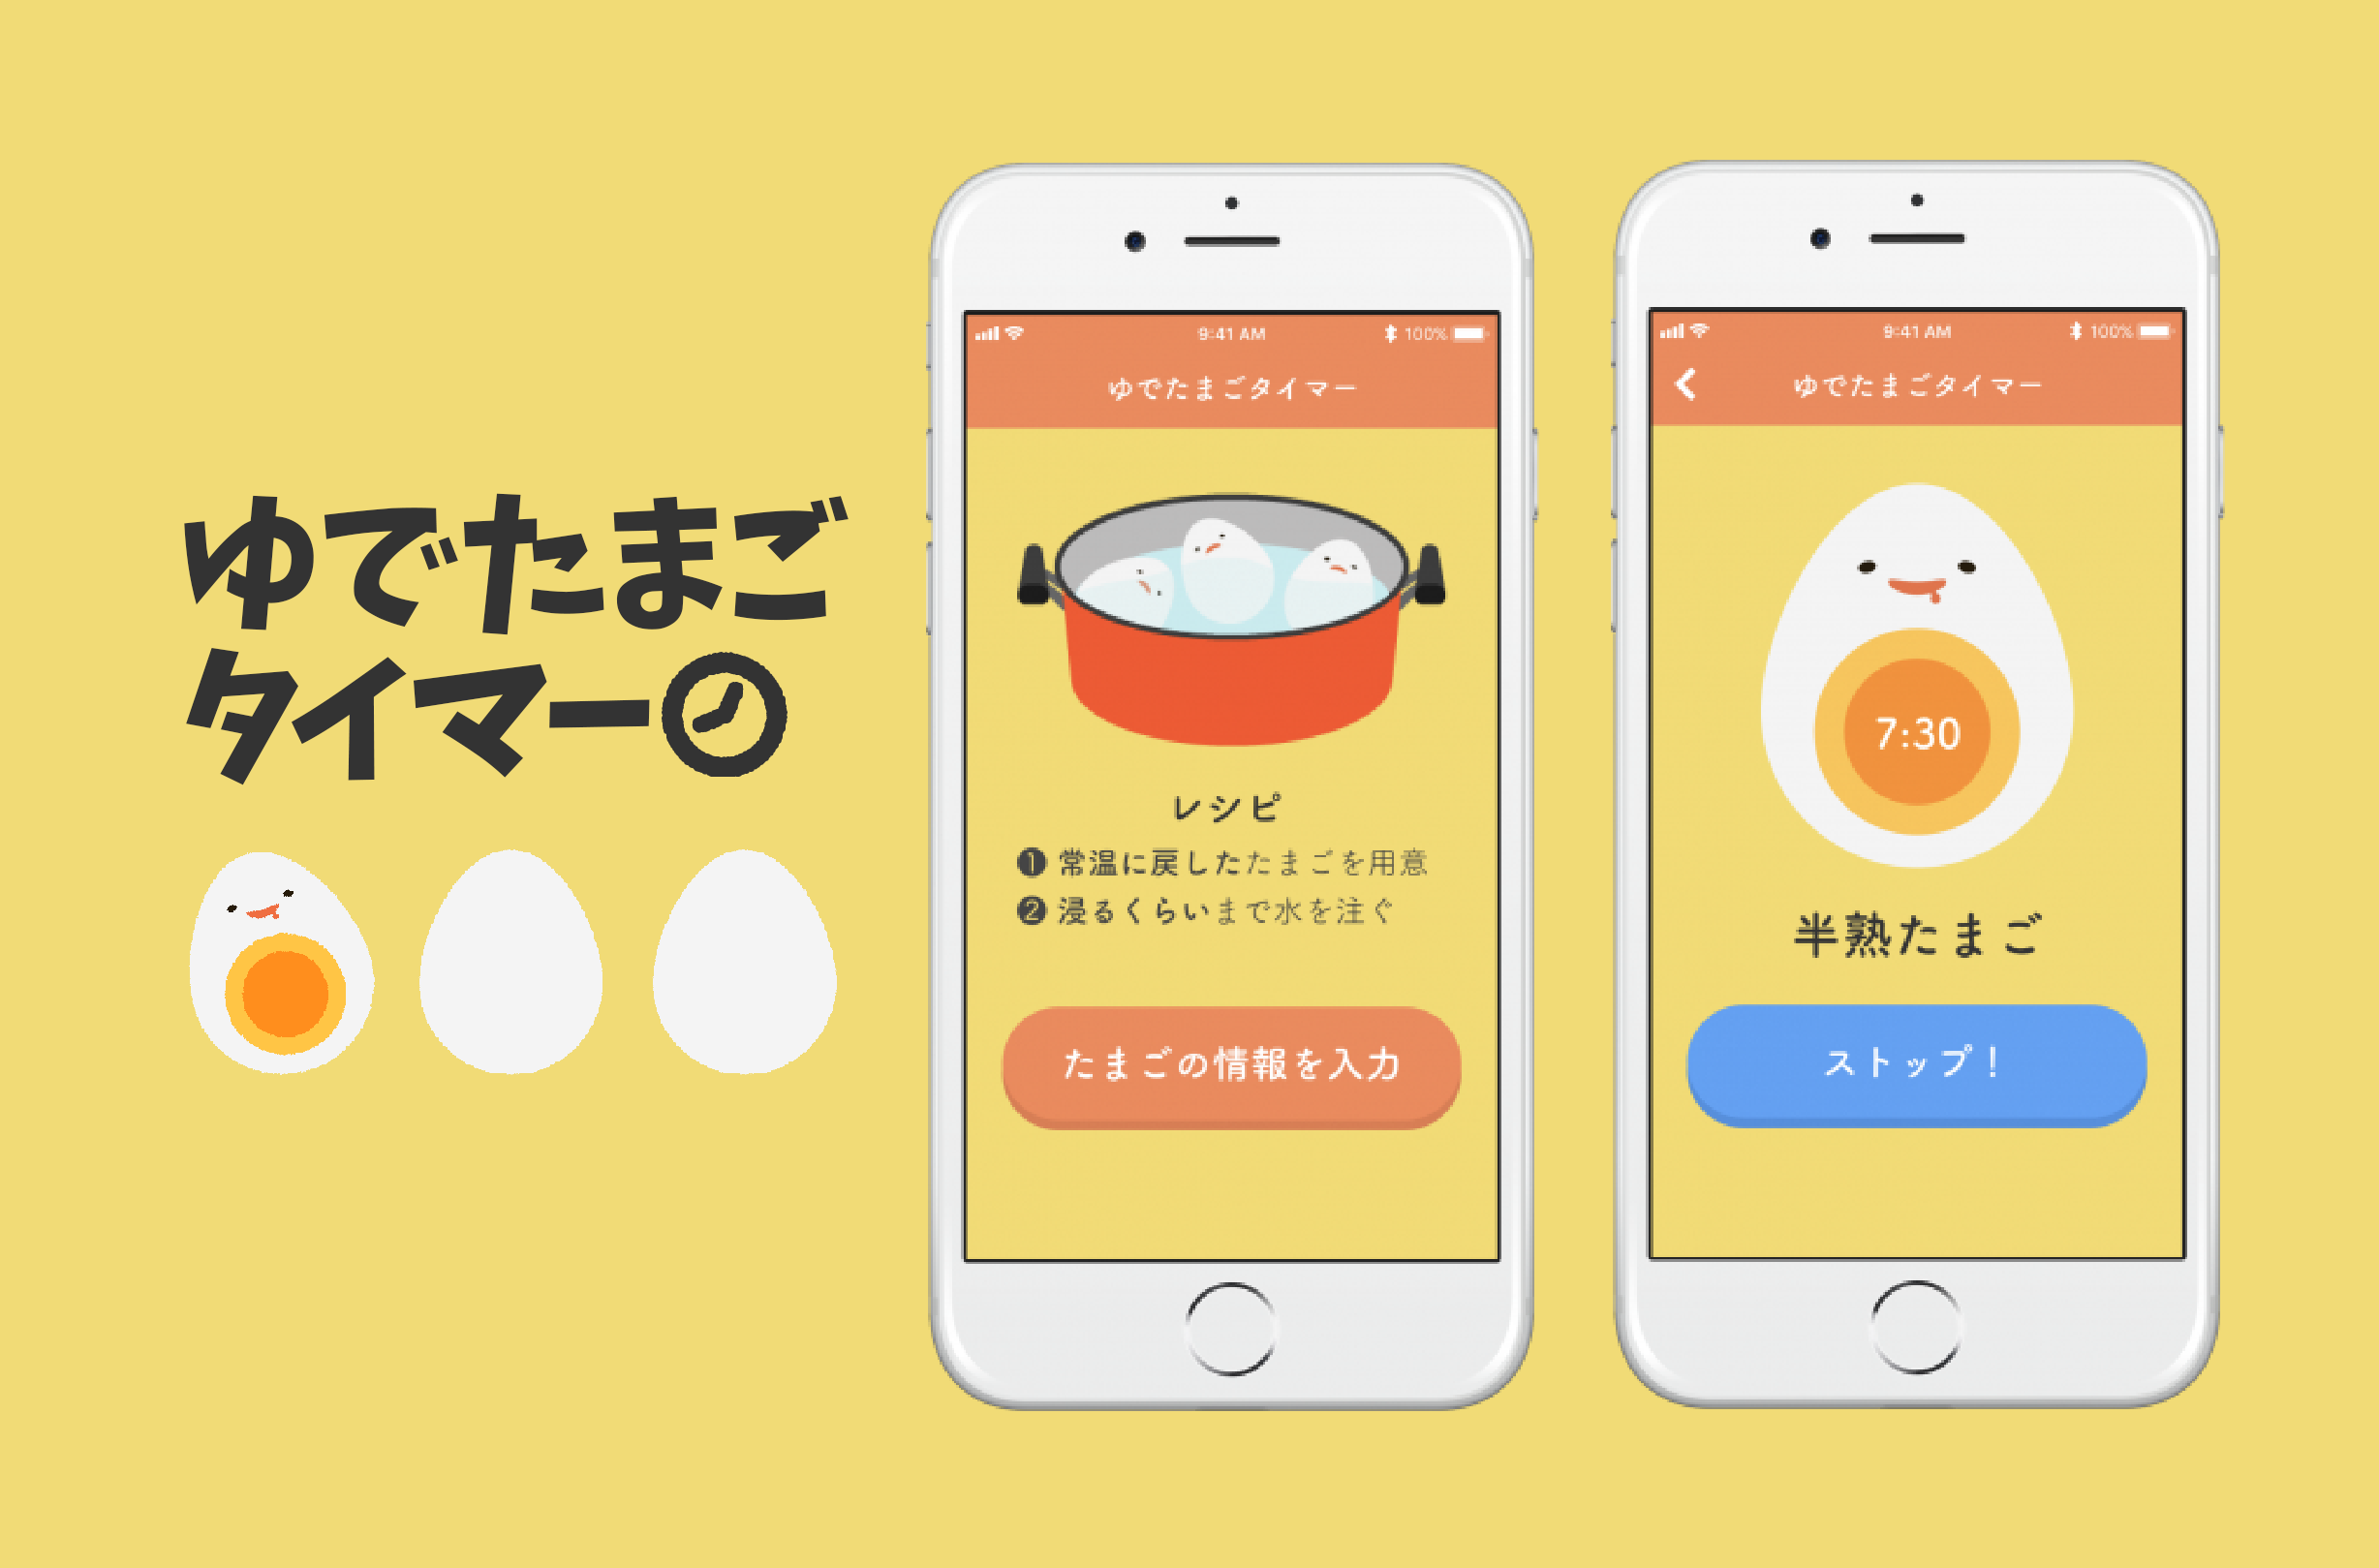 ゆでたまご
タイマー
9:41 AM
100%
ゆでたまごタイマー
レシピ
❶ 常温に戻したたまごを用意
❷ 浸るくらいまで水を注ぐ
たまごの情報を入力
9:41 AM
100%
ゆでたまごタイマー
7:30
半熟たまご
ストップ！